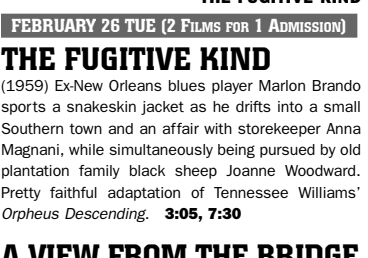 THE FUGITIVE KIND
FEBRUARY 26 TUE (2 FILMS FOR 1 ADMISSION)
THE FUGITIVE KIND
(1959) Ex-New Orleans blues player Marlon Brando
sports a snakeskin jacket as he drifts into a small
Southern town and an affair with storekeeper Anna
Magnani, while simultaneously being pursued by old
plantation family black sheep Joanne Woodward.
Pretty faithful adaptation of Tennessee Williams'
Orpheus Descending. 3:05, 7:30
A VIEW FROM THE BRIDGE